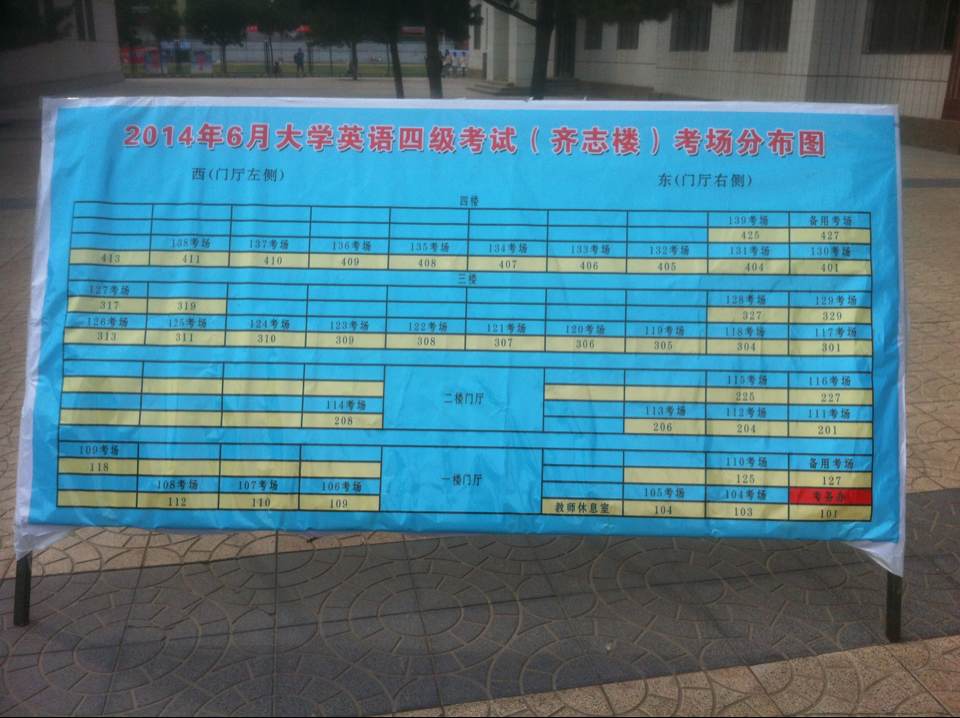 2014年6月大学英语四级考试（齐志楼）考场分布图
西(门厅左侧) 东(门厅右侧)
四楼
139考场 备用考场
425 427
138考场 137考场 136考场 135考场 134考场 133考场 132考场 131考场 130考场
413 411 410 409 408 407 406 405 404 401
三楼
127考场 128考场 129考场
317 319 327 329
126考场 125考场 124考场 123考场 122考场 121考场 120考场 119考场 118考场 117考场
313 311 310 309 308 307 306 305 304 301
115考场 116考场
二楼门厅 225 227
114考场 113考场 112考场 111考场
208 206 204 201
109考场 110考场 备用考场
118 一楼门厅 125 127
108考场 107考场 106考场 105考场 104考场 考务办
112 110 109 教师休息室 104 103 101